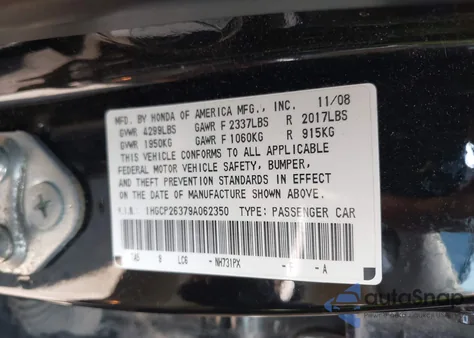 MFD. BY HONDA OF AMERICA MFG., INC. 11/08
GVWR 4299LBS GAWR F 2337LBS R 2017LBS
GVWR 1950KG GAWR F 1060KG R 915KG
THIS VEHICLE CONFORMS TO ALL APPLICABLE
FEDERAL MOTOR VEHICLE SAFETY, BUMPER,
AND THEFT PREVENTION STANDARDS IN EFFECT
ON THE DATE OF MANUFACTURE SHOWN ABOVE.
V.I.N. 1HGCP26379A062350 TYPE: PASSENGER CAR
NH731PX A
autoSnap